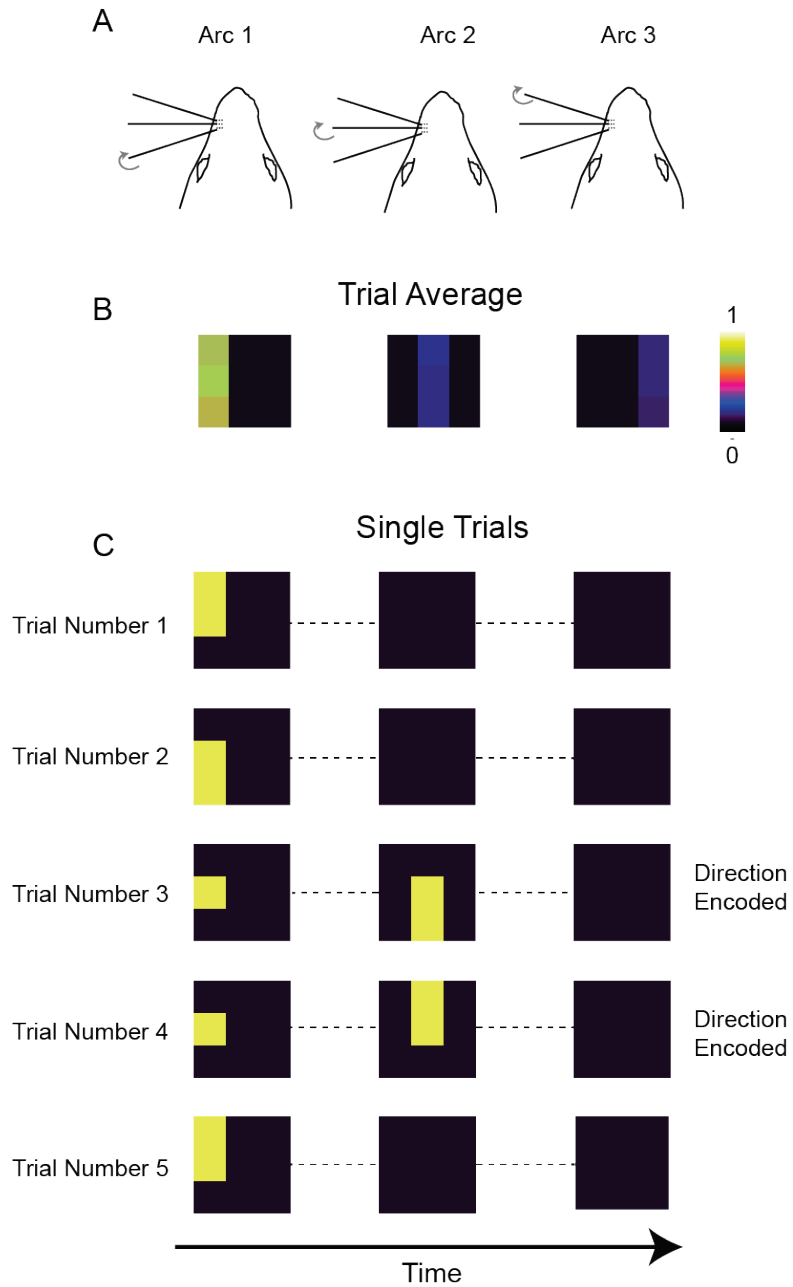 A
Arc 1
Arc 2
Arc 3
B
Trial Average
1
0
C
Single Trials
Trial Number 1
Trial Number 2
Trial Number 3
Direction
Encoded
Trial Number 4
Direction
Encoded
Trial Number 5
Time